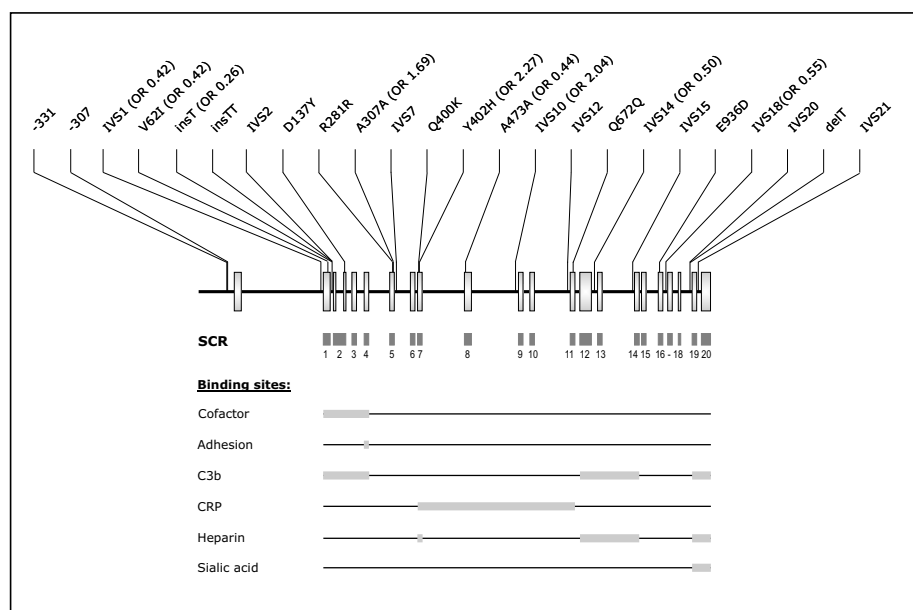 -331
-307
IVS1 (OR 0.42)
V62I (OR 0.42)
insT (OR 0.26)
insTT
IVS2
D137Y
R281R
A307A (OR 1.69)
IVS7
Q400K
Y402H (OR 2.27)
A473A (OR 0.44)
IVS10 (OR 2.04)
IVS12
Q672Q
IVS14 (OR 0.50)
IVS15
E936D
IVS18(OR 0.55)
IVS20
delT
IVS21
SCR
1 2 3 4 5 6 7 8 9 10 11 12 13 14 15 16 - 18 19 20
Binding sites:
Cofactor
Adhesion
C3b
CRP
Heparin
Sialic acid